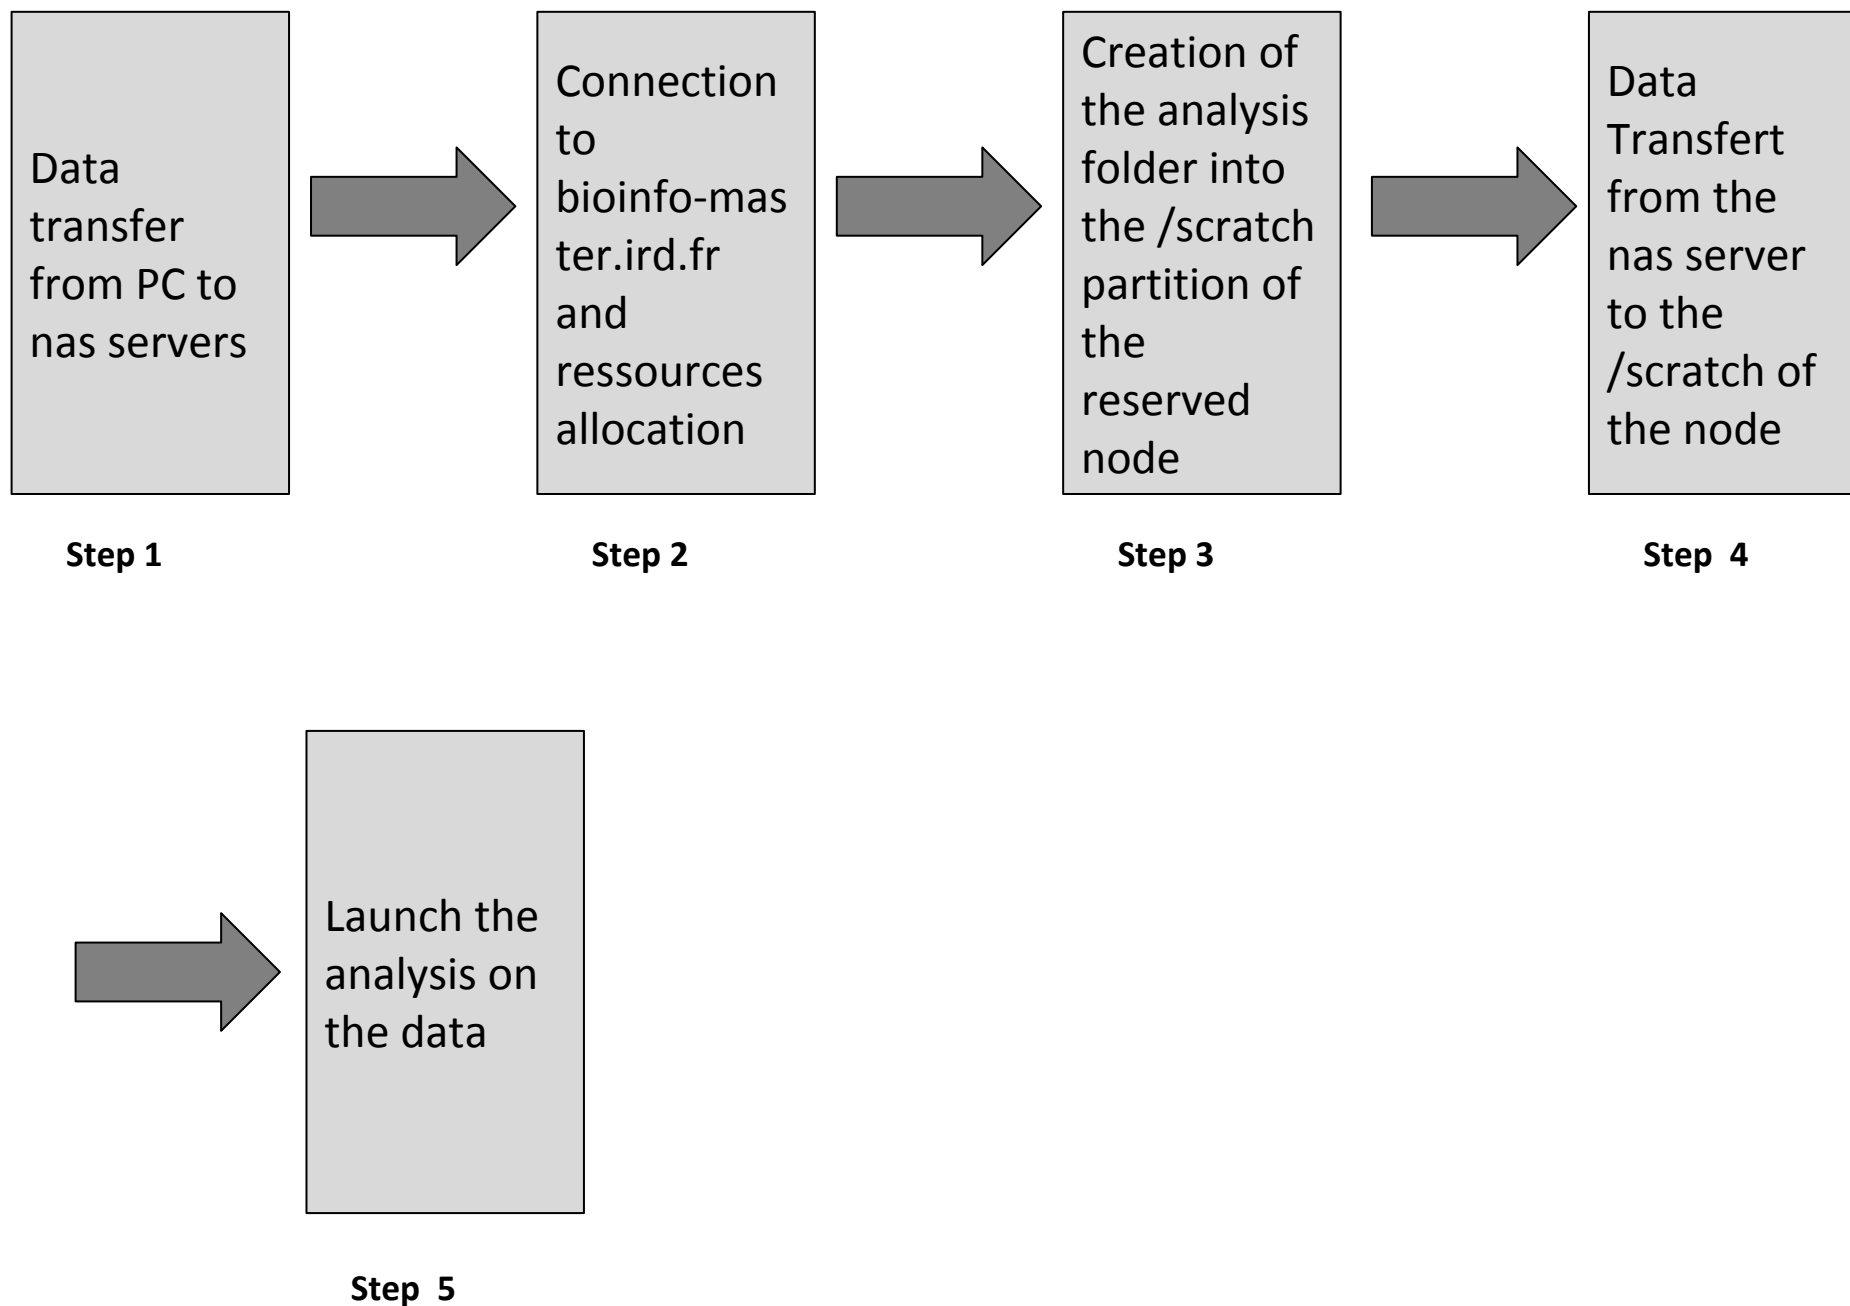 Data
transfer
from PC to
nas servers
Step 1
Connection
to
bioinfo-mas
ter.ird.fr
and
ressources
allocation
Step 2
Creation of
the analysis
folder into
the /scratch
partition of
the
reserved
node
Step 3
Data
Transfert
from the
nas server
to the
/scratch of
the node
Step 4
Launch the
analysis on
the data
Step 5